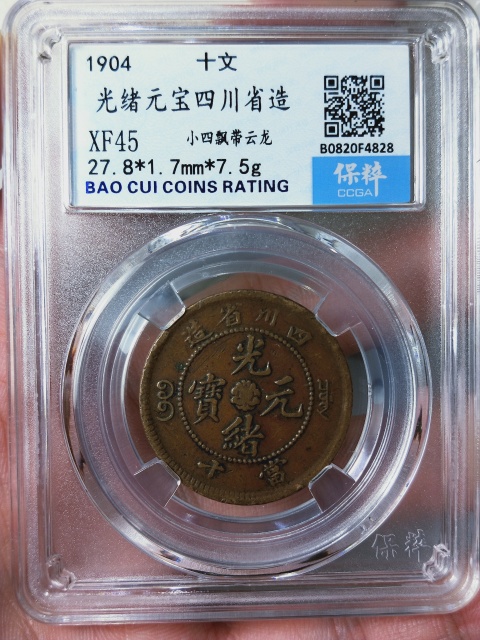 1904 十文
光绪元宝四川省造
XF45 小四飘带云龙
B0820F4828
27.8*1.7mm*7.5g
BAO CUI COINS RATING
保粹
CCGA
造省川四
光
寶 元
緒
十當
保粹